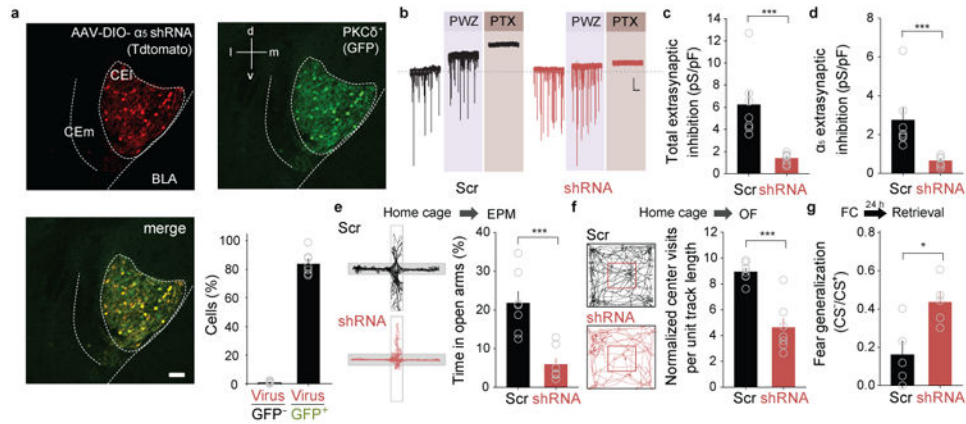 a
AAV-DIO- α₅ shRNA
(Tdtomato)
CEl
CEm
BLA
d
l m
v
PKCδ⁺
(GFP)
merge
Cells (%)
100
80
60
40
20
0
Virus Virus
GFP⁻ GFP⁺
b
PWZ PTX PWZ PTX
Scr shRNA
c
Total extrasynaptic
inhibition (pS/pF)
14
12
10
8
6
4
2
0
***
Scr shRNA
d
α₅ extrasynaptic
inhibition (pS/pF)
8
6
4
2
0
***
Scr shRNA
e
Home cage EPM
Scr
shRNA
Time in open arms (%)
40
30
20
10
0
***
Scr shRNA
f
Home cage OF
Scr
shRNA
Normalized center visits
per unit track length
12
9
6
3
0
***
Scr shRNA
g
FC 24 h Retrieval
Fear generalization
(CS⁻/CS⁺)
0.8
0.6
0.4
0.2
0.0
*
Scr shRNA